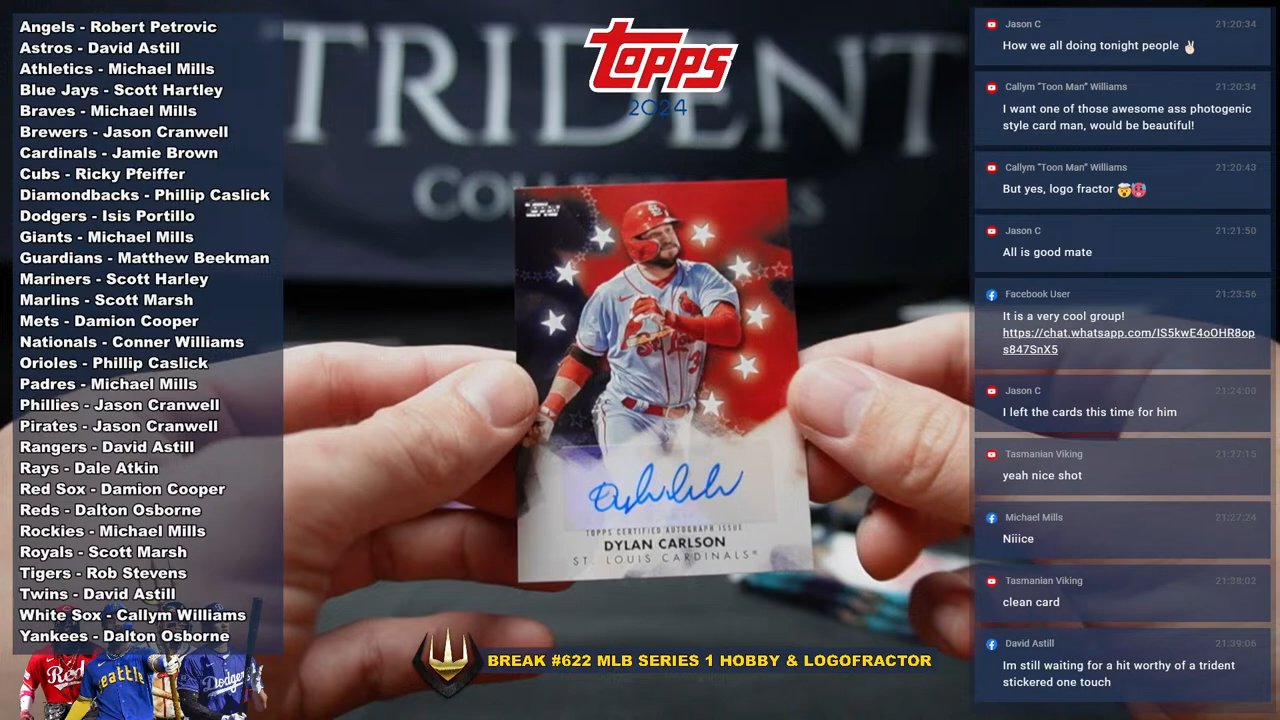 Angels - Robert Petrovic
Astros - David Astill
Athletics - Michael Mills
Blue Jays - Scott Hartley
Braves - Michael Mills
Brewers - Jason Cranwell
Cardinals - Jamie Brown
Cubs - Ricky Pfeiffer
Diamondbacks - Phillip Caslick
Dodgers - Isis Portillo
Giants - Michael Mills
Guardians - Matthew Beekman
Mariners - Scott Harley
Marlins - Scott Marsh
Mets - Damion Cooper
Nationals - Conner Williams
Orioles - Phillip Caslick
Padres - Michael Mills
Phillies - Jason Cranwell
Pirates - Jason Cranwell
Rangers - David Astill
Rays - Dale Atkin
Red Sox - Damion Cooper
Reds - Dalton Osborne
Rockies - Michael Mills
Royals - Scott Marsh
Tigers - Rob Stevens
Twins - David Astill
White Sox - Callym Williams
Yankees - Dalton Osborne
Reds
Seattle
Dodgers
TRIDENT
topps
2024
TOPPS CERTIFIED AUTOGRAPH ISSUE
DYLAN CARLSON
ST. LOUIS CARDINALS®
BREAK #622 MLB SERIES 1 HOBBY & LOGOFRACTOR
Jason C 21:20:34
How we all doing tonight people ✌🏻
Callym "Toon Man" Williams 21:20:34
I want one of those awesome ass photogenic
style card man, would be beautiful!
Callym "Toon Man" Williams 21:20:43
But yes, logo fractor 🤯🥵
Jason C 21:21:50
All is good mate
Facebook User 21:23:56
It is a very cool group!
https://chat.whatsapp.com/IS5kwE4oOHR8op
s847SnX5
Jason C 21:24:00
I left the cards this time for him
Tasmanian Viking 21:27:15
yeah nice shot
Michael Mills 21:27:24
Niiice
Tasmanian Viking 21:38:02
clean card
David Astill 21:39:06
Im still waiting for a hit worthy of a trident
stickered one touch